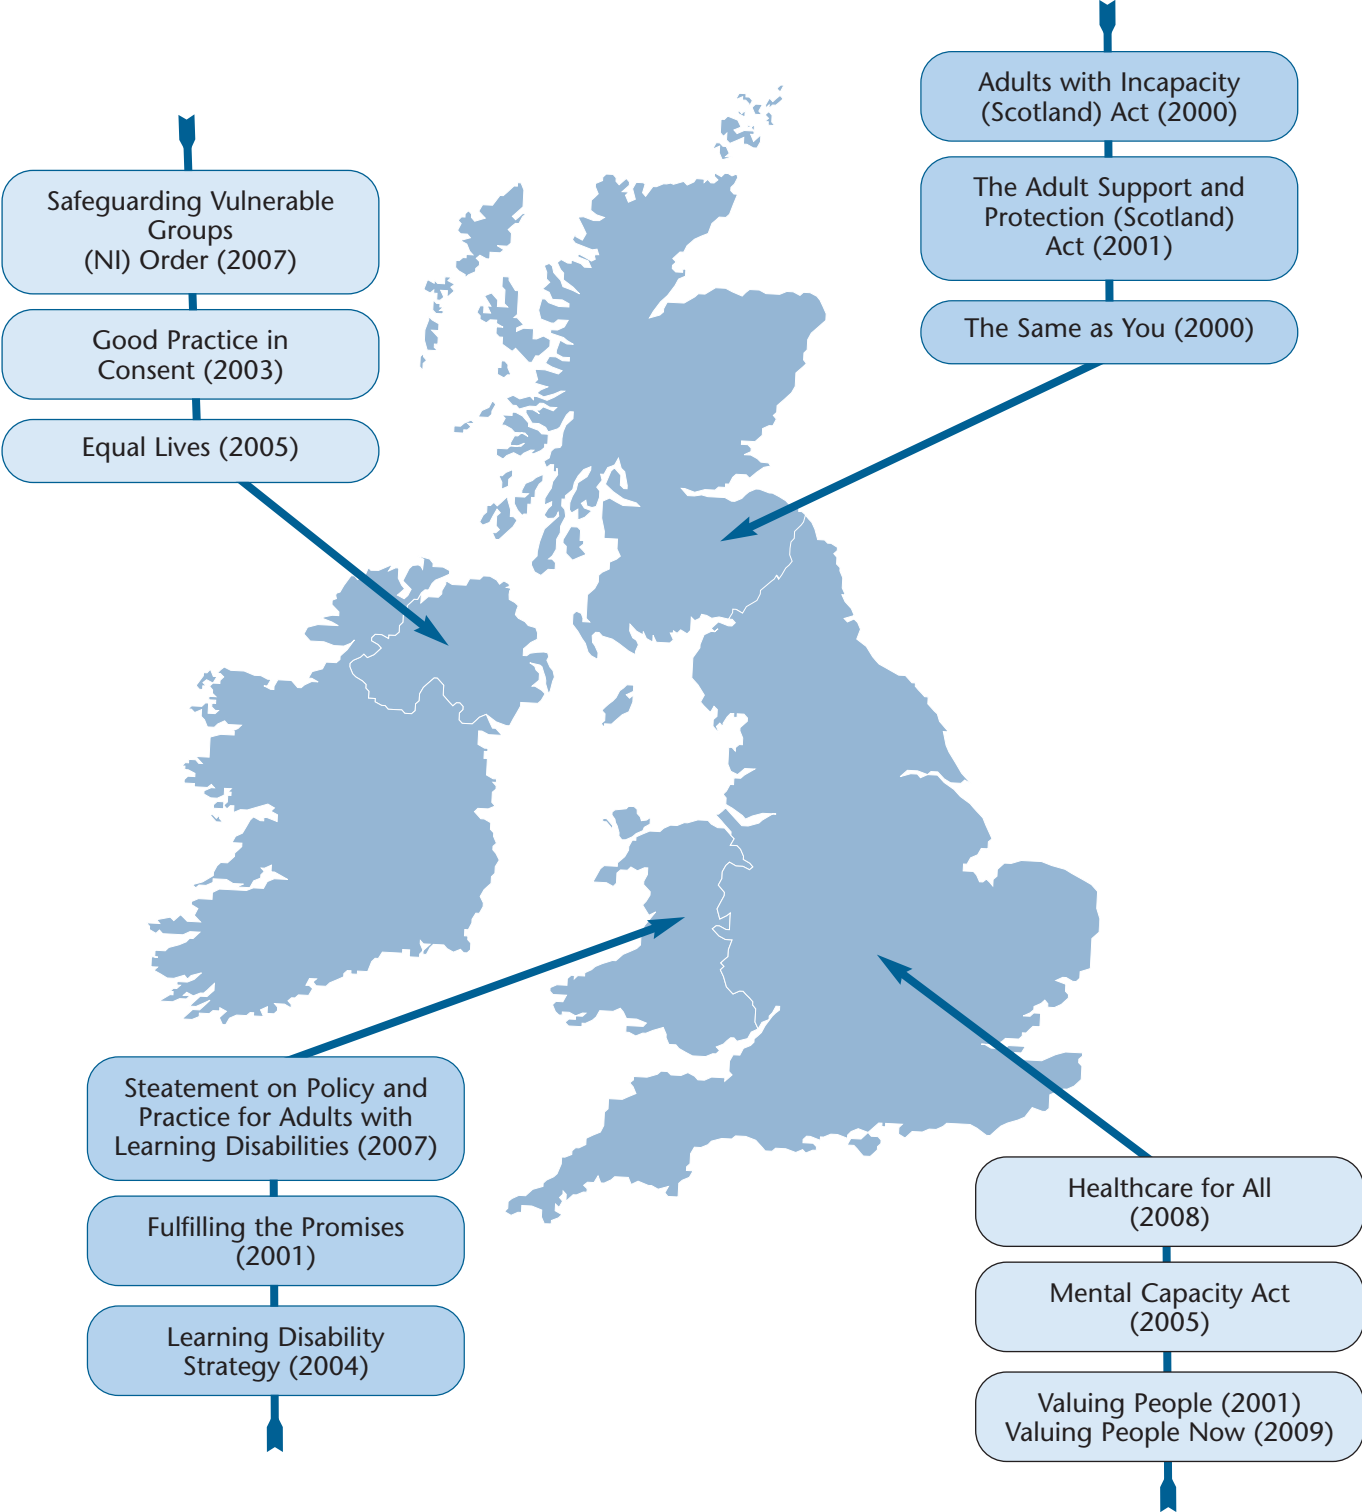 Adults with Incapacity
(Scotland) Act (2000)
The Adult Support and
Protection (Scotland)
Act (2001)
The Same as You (2000)
Safeguarding Vulnerable
Groups
(NI) Order (2007)
Good Practice in
Consent (2003)
Equal Lives (2005)
Steatement on Policy and
Practice for Adults with
Learning Disabilities (2007)
Fulfilling the Promises
(2001)
Learning Disability
Strategy (2004)
Healthcare for All
(2008)
Mental Capacity Act
(2005)
Valuing People (2001)
Valuing People Now (2009)